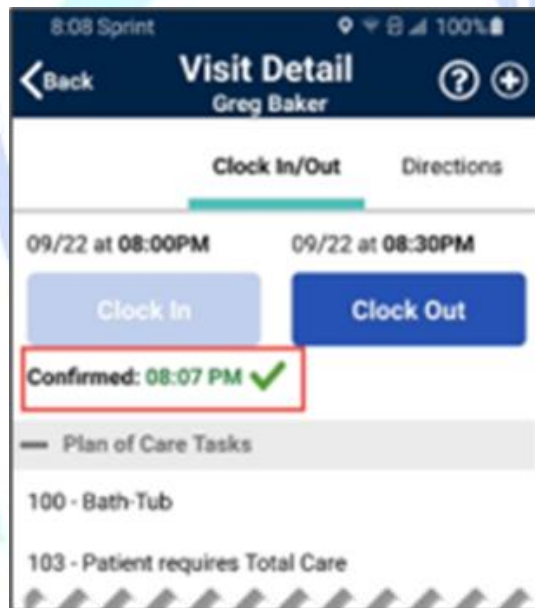 8:08 Sprint 100%
Back Visit Detail
Greg Baker
Clock In/Out Directions
09/22 at 08:00PM 09/22 at 08:30PM
Clock In Clock Out
Confirmed: 08:07 PM
Plan of Care Tasks
100 - Bath-Tub
103 - Patient requires Total Care